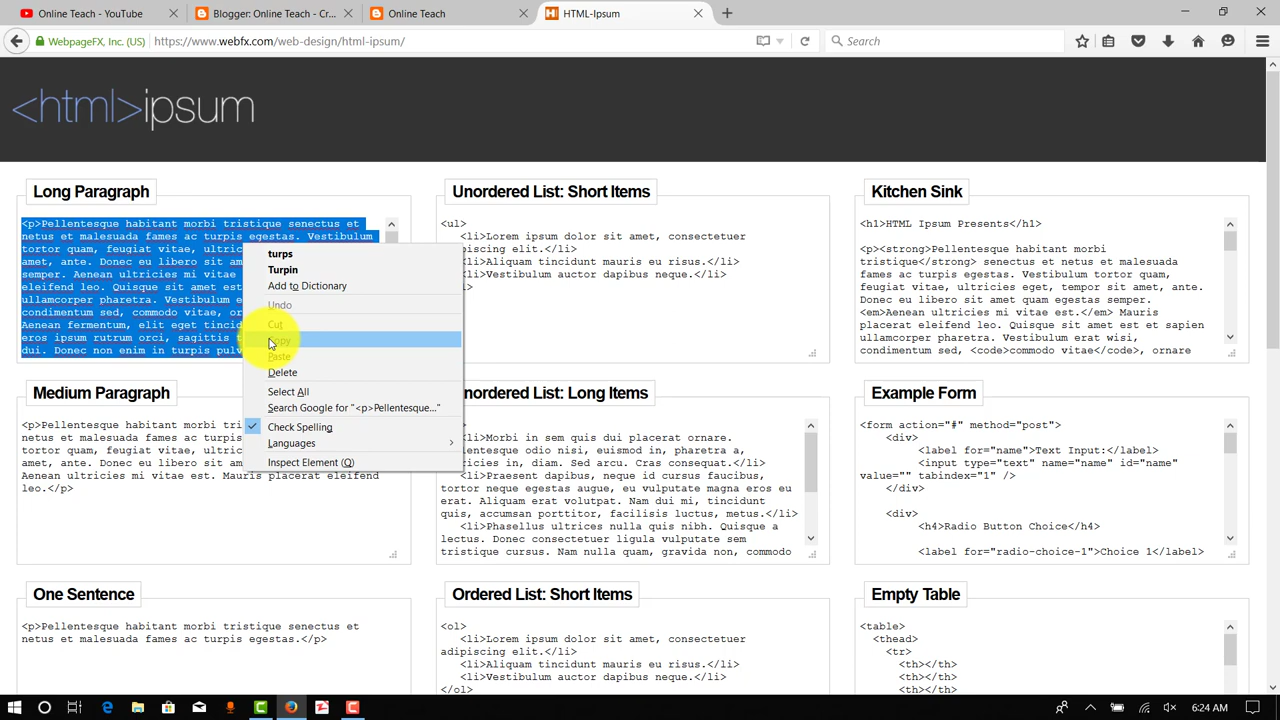 Online Teach - YouTube
Blogger: Online Teach - Cr...
Online Teach
HTML-Ipsum
WebpageFX, Inc. (US)
https://www.webfx.com/web-design/html-ipsum/
Search
<html>ipsum
Long Paragraph
<p>Pellentesque habitant morbi tristique senectus et
netus et malesuada fames ac turpis egestas. Vestibulum
tortor quam, feugiat vitae, ultric
amet, ante. Donec eu libero sit am
semper. Aenean ultricies mi vitae
eleifend leo. Quisque sit amet est
ullamcorper pharetra. Vestibulum e
condimentum sed, commodo vitae, or
Aenean fermentum, elit eget tincid
eros ipsum rutrum orci, sagittis t
dui. Donec non enim in turpis pulv
turps
Turpin
Add to Dictionary
Undo
Cut
Copy
Paste
Delete
Select All
Search Google for "<p>Pellentesque..."
Check Spelling
Languages
Inspect Element (Q)
Unordered List: Short Items
<ul>
<li>Lorem ipsum dolor sit amet, consectetuer
adipiscing elit.</li>
<li>Aliquam tincidunt mauris eu risus.</li>
<li>Vestibulum auctor dapibus neque.</li>
l>
Kitchen Sink
<h1>HTML Ipsum Presents</h1>
<p><strong>Pellentesque habitant morbi
tristique</strong> senectus et netus et malesuada
fames ac turpis egestas. Vestibulum tortor quam,
feugiat vitae, ultricies eget, tempor sit amet, ante.
Donec eu libero sit amet quam egestas semper.
<em>Aenean ultricies mi vitae est.</em> Mauris
placerat eleifend leo. Quisque sit amet est et sapien
ullamcorper pharetra. Vestibulum erat wisi,
condimentum sed, <code>commodo vitae</code>, ornare
Medium Paragraph
<p>Pellentesque habitant morbi
netus et malesuada fames ac tu
tortor quam, feugiat vitae, ultric
amet, ante. Donec eu libero sit am
Aenean ultricies mi vitae est. Mauris placerat eleifend
leo.</p>
Unordered List: Long Items
<li>Morbi in sem quis dui placerat ornare.
Pellentesque odio nisi, euismod in, pharetra a,
ultricies in, diam. Sed arcu. Cras consequat.</li>
<li>Praesent dapibus, neque id cursus faucibus,
tortor neque egestas augue, eu vulputate magna eros eu
erat. Aliquam erat volutpat. Nam dui mi, tincidunt
quis, accumsan porttitor, facilisis luctus, metus.</li>
<li>Phasellus ultrices nulla quis nibh. Quisque a
lectus. Donec consectetuer ligula vulputate sem
tristique cursus. Nam nulla quam, gravida non, commodo
Example Form
<form action="#" method="post">
<div>
<label for="name">Text Input:</label>
<input type="text" name="name" id="name"
value="" tabindex="1" />
</div>
<div>
<h4>Radio Button Choice</h4>
<label for="radio-choice-1">Choice 1</label>
One Sentence
<p>Pellentesque habitant morbi tristique senectus et
netus et malesuada fames ac turpis egestas.</p>
Ordered List: Short Items
<ol>
<li>Lorem ipsum dolor sit amet, consectetuer
adipiscing elit.</li>
<li>Aliquam tincidunt mauris eu risus.</li>
<li>Vestibulum auctor dapibus neque.</li>
</ol>
Empty Table
<table>
<thead>
<tr>
<th></th>
<th></th>
<th></th>
6:24 AM